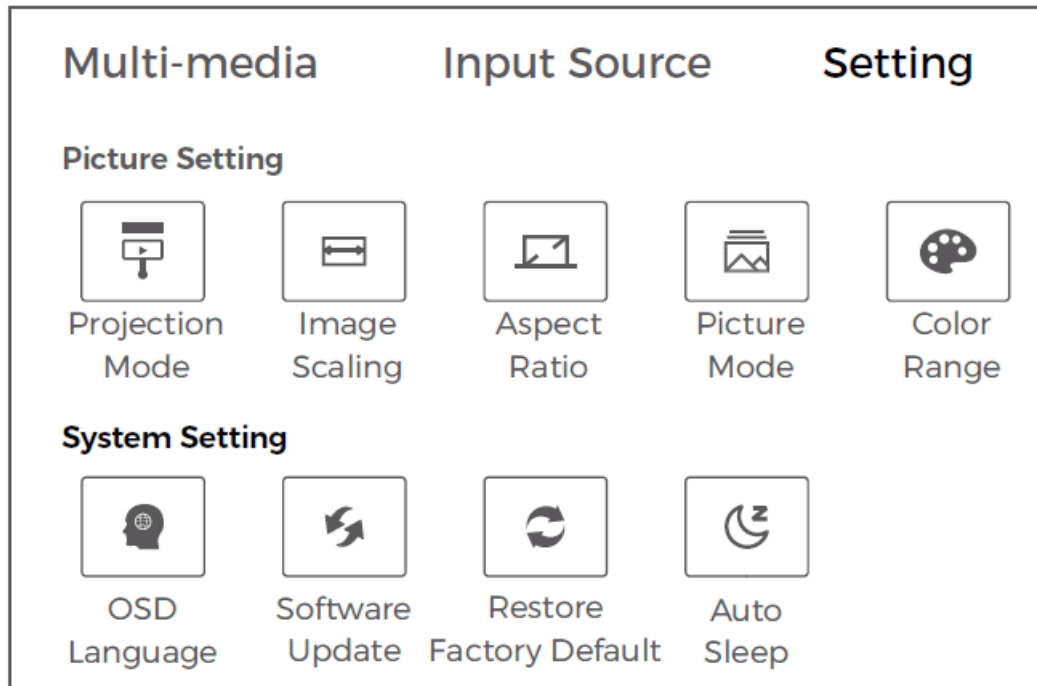 Multi-media Input Source Setting
Picture Setting
Projection Mode
Image Scaling
Aspect Ratio
Picture Mode
Color Range
System Setting
OSD Language
Software Update
Restore Factory Default
Auto Sleep